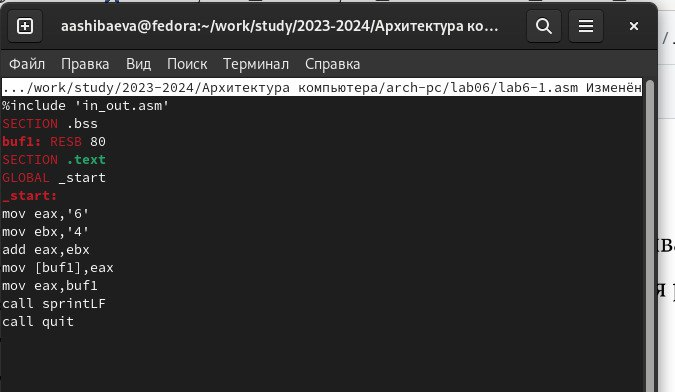 aashibaeva@fedora:~/work/study/2023-2024/Архитектура ко...
Файл Правка Вид Поиск Терминал Справка
.../work/study/2023-2024/Архитектура компьютера/arch-pc/lab06/lab6-1.asm Изменён
%include 'in_out.asm'
SECTION .bss
buf1: RESB 80
SECTION .text
GLOBAL _start
_start:
mov eax,'6'
mov ebx,'4'
add eax,ebx
mov [buf1],eax
mov eax,buf1
call sprintLF
call quit